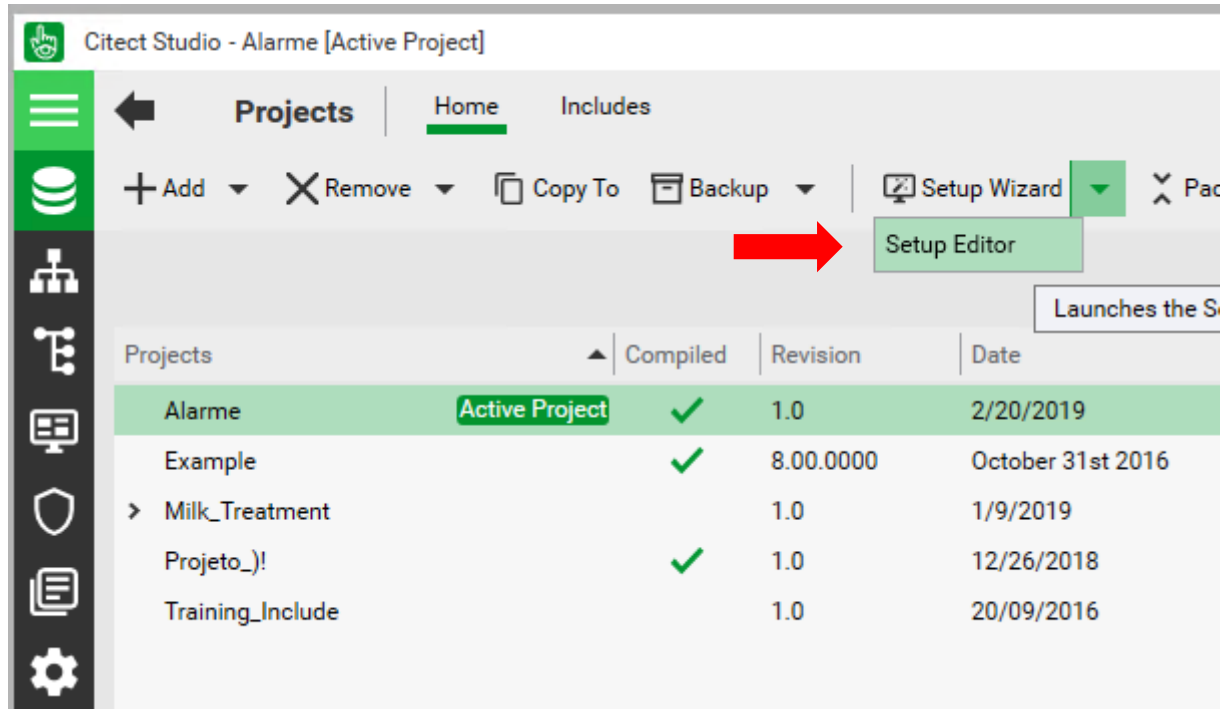 Citect Studio - Alarme [Active Project]
Projects Home Includes
Add Remove Copy To Backup Setup Wizard
Setup Editor
Launches the
Projects Compiled Revision Date
Alarme Active Project 1.0 2/20/2019
Example 8.00.0000 October 31st 2016
Milk_Treatment 1.0 1/9/2019
Projeto_)! 1.0 12/26/2018
Training_Include 1.0 20/09/2016